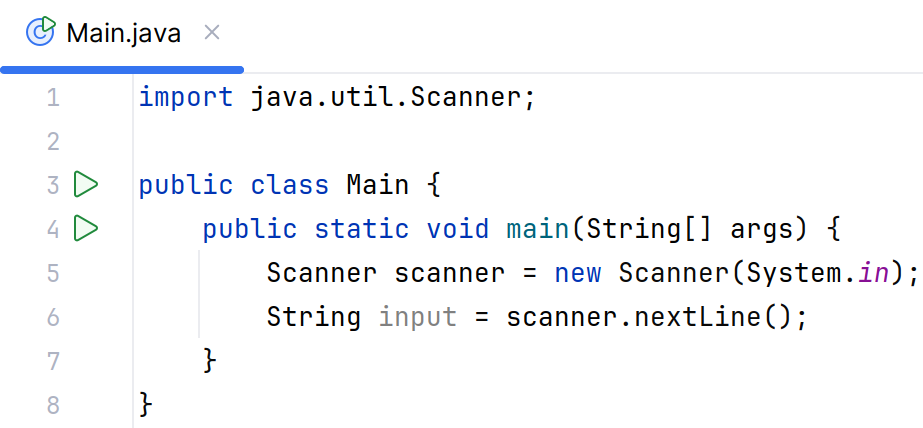 Main.java
1 import java.util.Scanner;
2
3 public class Main {
4     public static void main(String[] args) {
5         Scanner scanner = new Scanner(System.in);
6         String input = scanner.nextLine();
7     }
8 }